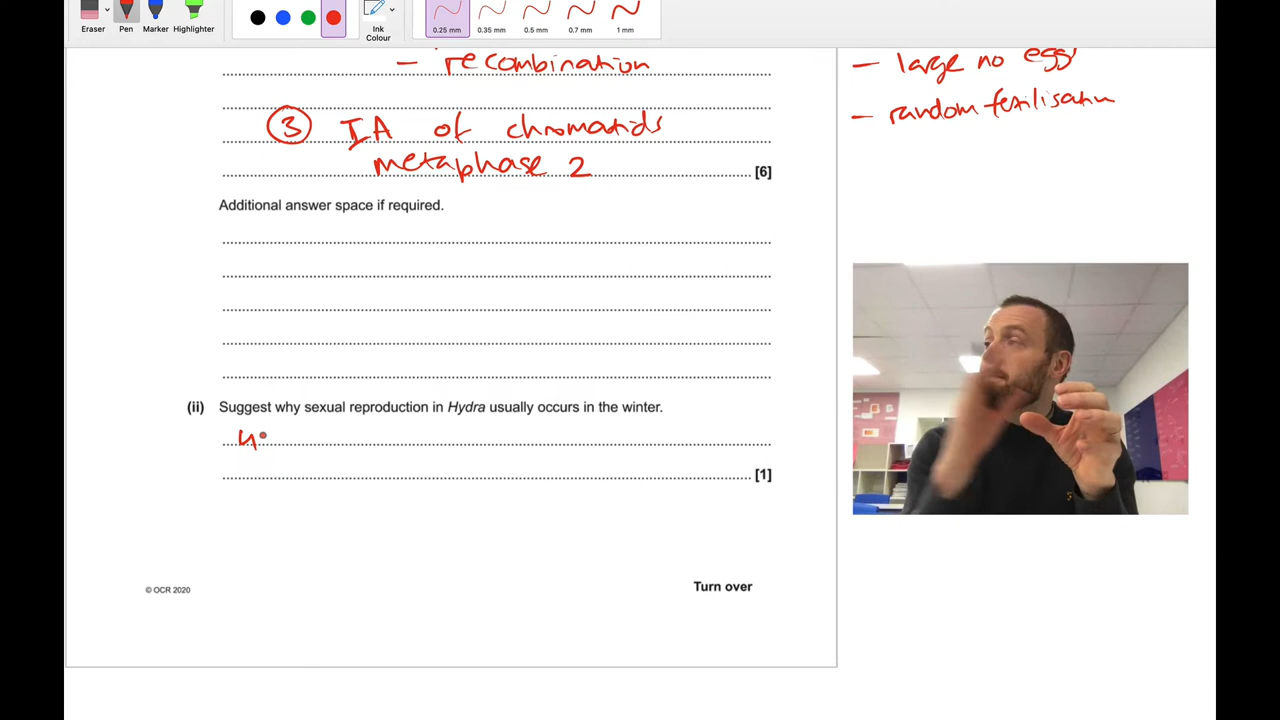 Eraser
Pen
Marker
Highlighter
Ink
Colour
0.25 mm
0.35 mm
0.5 mm
0.7 mm
1 mm
- recombination
- large no eggs
- random fertilisation
3 IA of chromatids
metaphase 2
[6]
Additional answer space if required.
(ii) Suggest why sexual reproduction in Hydra usually occurs in the winter.
[1]
© OCR 2020
Turn over